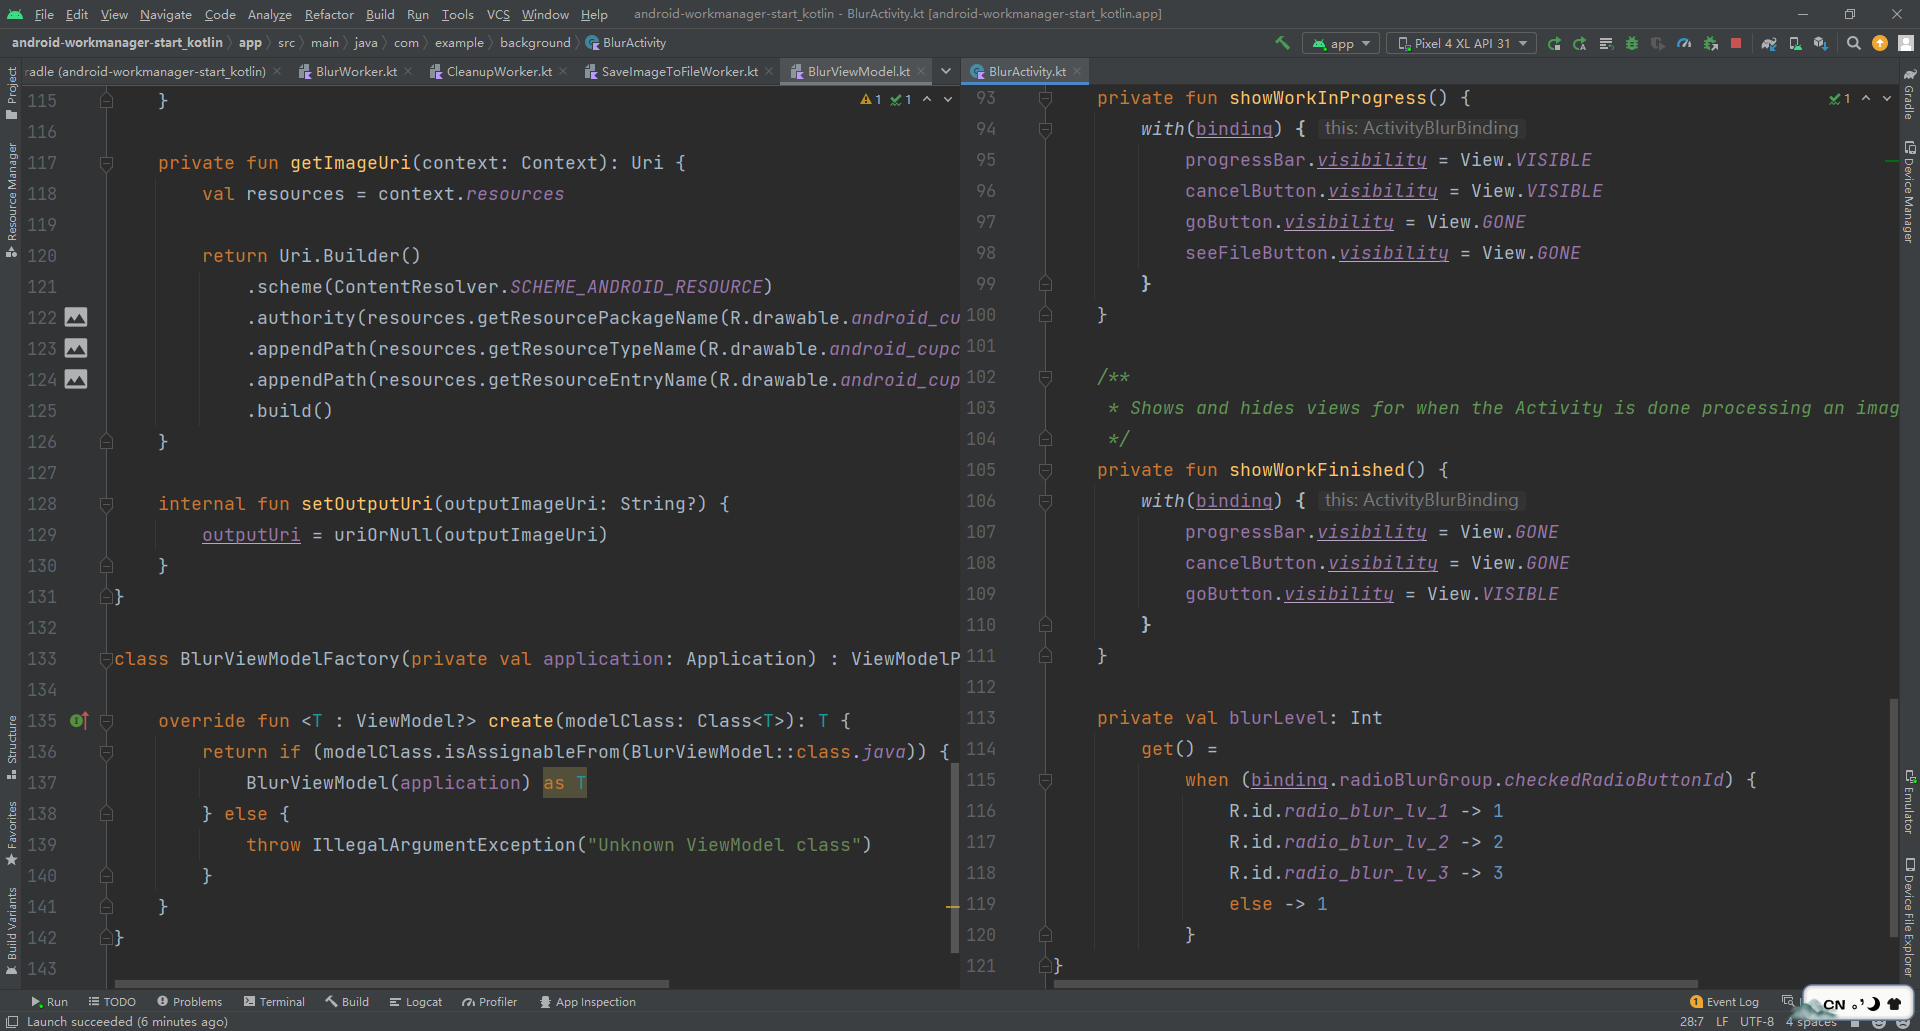 File Edit View Navigate Code Analyze Refactor Build Run Tools VCS Window Help android-workmanager-start_kotlin - BlurActivity.kt [android-workmanager-start_kotlin.app]
android-workmanager-start_kotlin app src main java com example background BlurActivity app Pixel 4 XL API 31
radle (android-workmanager-start_kotlin) BlurWorker.kt CleanupWorker.kt SaveImageToFileWorker.kt BlurViewModel.kt BlurActivity.kt
Project
Resource Manager
Structure
Favorites
Build Variants
1 1
115 }
116
117 private fun getImageUri(context: Context): Uri {
118 val resources = context.resources
119
120 return Uri.Builder()
121 .scheme(ContentResolver.SCHEME_ANDROID_RESOURCE)
122 .authority(resources.getResourcePackageName(R.drawable.android_cu
123 .appendPath(resources.getResourceTypeName(R.drawable.android_cupc
124 .appendPath(resources.getResourceEntryName(R.drawable.android_cup
125 .build()
126 }
127
128 internal fun setOutputUri(outputImageUri: String?) {
129 outputUri = uriOrNull(outputImageUri)
130 }
131 }
132
133 class BlurViewModelFactory(private val application: Application) : ViewModelP
134
135 override fun <T : ViewModel?> create(modelClass: Class<T>): T {
136 return if (modelClass.isAssignableFrom(BlurViewModel::class.java)) {
137 BlurViewModel(application) as T
138 } else {
139 throw IllegalArgumentException("Unknown ViewModel class")
140 }
141 }
142 }
143
1
93 private fun showWorkInProgress() {
94 with(binding) { this: ActivityBlurBinding
95 progressBar.visibility = View.VISIBLE
96 cancelButton.visibility = View.VISIBLE
97 goButton.visibility = View.GONE
98 seeFileButton.visibility = View.GONE
99 }
100 }
101
102 /**
103 * Shows and hides views for when the Activity is done processing an imag
104 */
105 private fun showWorkFinished() {
106 with(binding) { this: ActivityBlurBinding
107 progressBar.visibility = View.GONE
108 cancelButton.visibility = View.GONE
109 goButton.visibility = View.VISIBLE
110 }
111 }
112
113 private val blurLevel: Int
114 get() =
115 when (binding.radioBlurGroup.checkedRadioButtonId) {
116 R.id.radio_blur_lv_1 -> 1
117 R.id.radio_blur_lv_2 -> 2
118 R.id.radio_blur_lv_3 -> 3
119 else -> 1
120 }
121 }
Gradle
Device Manager
Emulator
Device File Explorer
Run TODO Problems Terminal Build Logcat Profiler App Inspection 1 Event Log
CN
Launch succeeded (6 minutes ago) 28:7 LF UTF-8 4 spaces